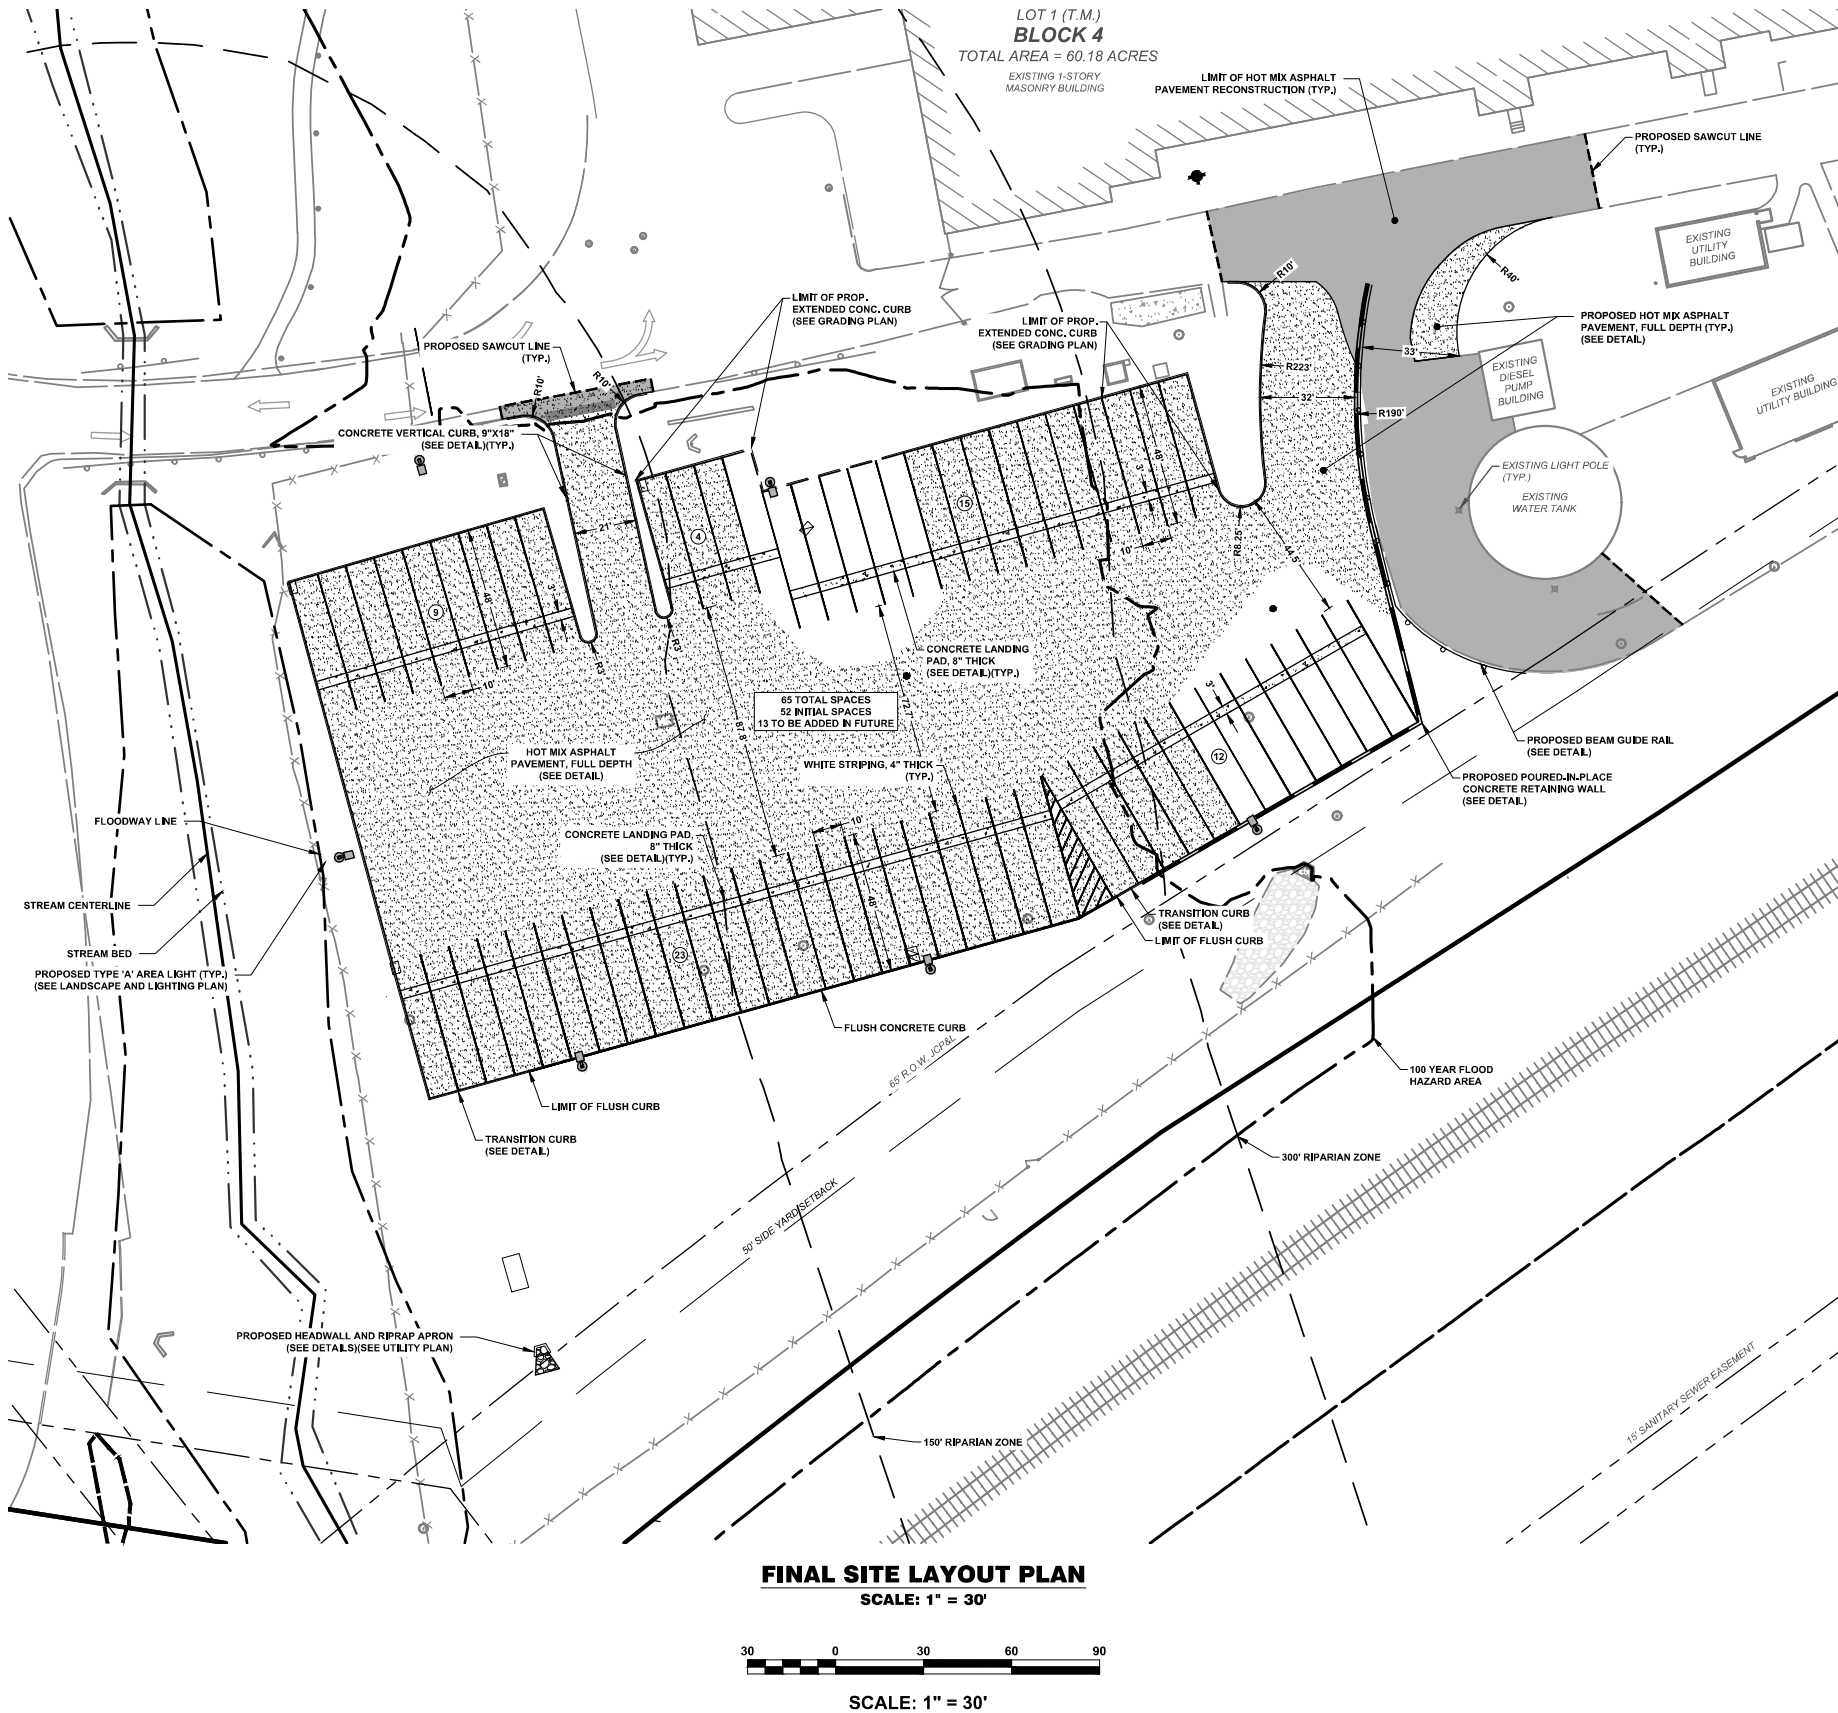 LOT 1 (T.M.)
BLOCK 4
TOTAL AREA = 60.18 ACRES
EXISTING 1-STORY
MASONRY BUILDING
LIMIT OF HOT MIX ASPHALT
PAVEMENT RECONSTRUCTION (TYP.)
PROPOSED SAWCUT LINE
(TYP.)
EXISTING
UTILITY
BUILDING
R10'
R40'
LIMIT OF PROP.
EXTENDED CONC. CURB
(SEE GRADING PLAN)
LIMIT OF PROP.
EXTENDED CONC. CURB
(SEE GRADING PLAN)
PROPOSED HOT MIX ASPHALT
PAVEMENT, FULL DEPTH (TYP.)
(SEE DETAIL)
PROPOSED SAWCUT LINE
(TYP.)
33'
R223'
EXISTING
DIESEL
PUMP
BUILDING
EXISTING
UTILITY BUILDING
R10'
R10'
32'
R190'
CONCRETE VERTICAL CURB, 9"X18"
(SEE DETAIL)(TYP.)
EXISTING LIGHT POLE
(TYP.)
EXISTING
WATER TANK
48'
3'
15
21'
4
10'
R8.25'
44.5'
9
48'
3'
R3'
R3'
10'
CONCRETE LANDING
PAD, 8" THICK
(SEE DETAIL)(TYP.)
65 TOTAL SPACES
52 INITIAL SPACES
13 TO BE ADDED IN FUTURE
72.7'
67.8'
3'
HOT MIX ASPHALT
PAVEMENT, FULL DEPTH
(SEE DETAIL)
WHITE STRIPING, 4" THICK
(TYP.)
12
PROPOSED BEAM GUIDE RAIL
(SEE DETAIL)
PROPOSED POURED-IN-PLACE
CONCRETE RETAINING WALL
(SEE DETAIL)
FLOODWAY LINE
10'
CONCRETE LANDING PAD,
8" THICK
(SEE DETAIL)(TYP.)
48'
STREAM CENTERLINE
TRANSITION CURB
(SEE DETAIL)
LIMIT OF FLUSH CURB
STREAM BED
23
PROPOSED TYPE 'A' AREA LIGHT (TYP.)
(SEE LANDSCAPE AND LIGHTING PLAN)
FLUSH CONCRETE CURB
65' R.O.W. JCP&L
100 YEAR FLOOD
HAZARD AREA
LIMIT OF FLUSH CURB
TRANSITION CURB
(SEE DETAIL)
300' RIPARIAN ZONE
50' SIDE YARD SETBACK
PROPOSED HEADWALL AND RIPRAP APRON
(SEE DETAILS)(SEE UTILITY PLAN)
15' SANITARY SEWER EASEMENT
150' RIPARIAN ZONE
FINAL SITE LAYOUT PLAN
SCALE: 1" = 30'
30 0 30 60 90
SCALE: 1" = 30'